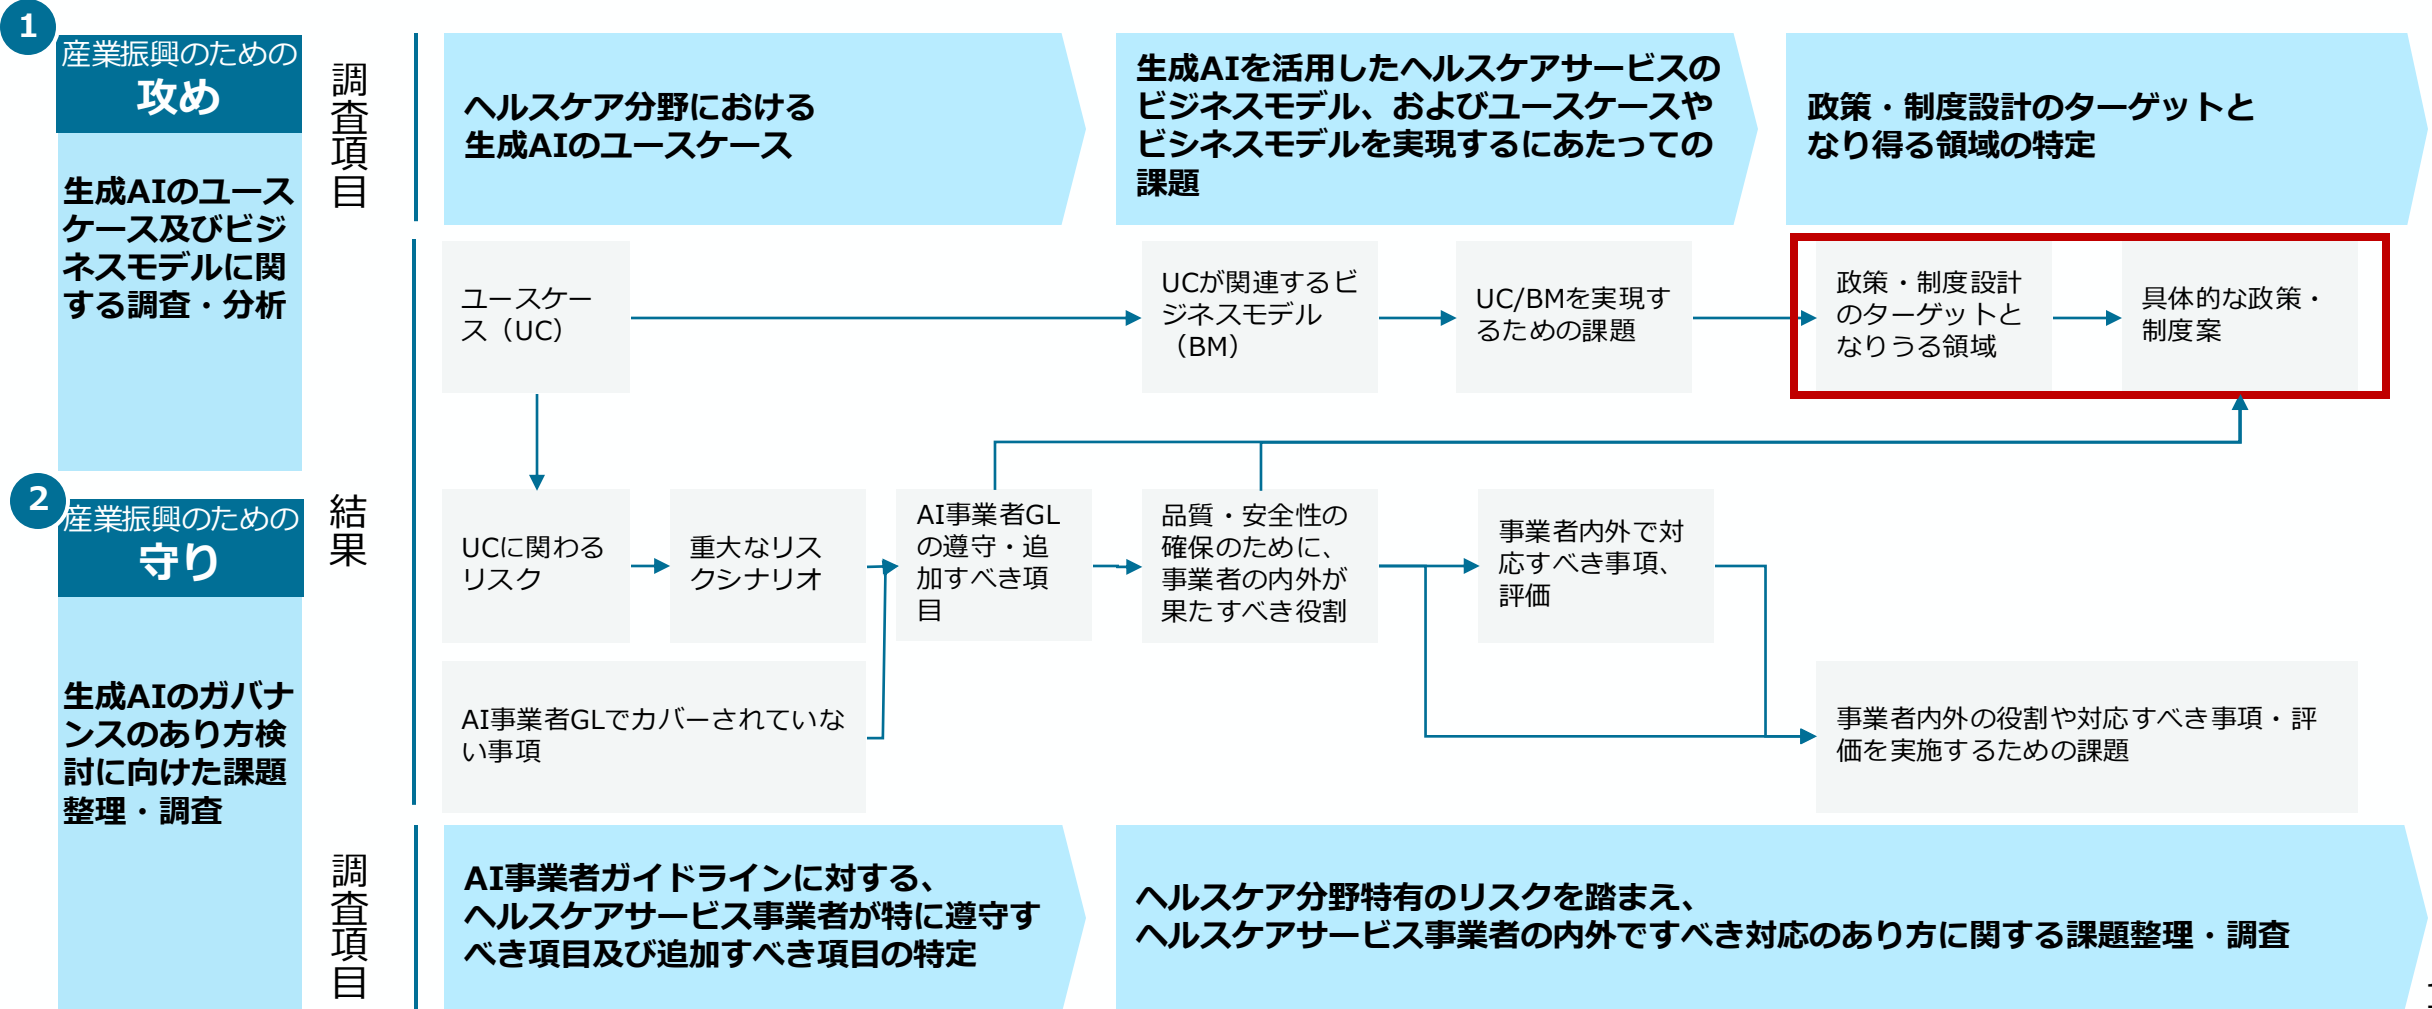 1
産業振興のための
攻め
生成AIのユース
ケース及びビジ
ネスモデルに関
する調査・分析
調査項目
ヘルスケア分野における
生成AIのユースケース
生成AIを活用したヘルスケアサービスの
ビジネスモデル、およびユースケースや
ビシネスモデルを実現するにあたっての
課題
政策・制度設計のターゲットと
なり得る領域の特定
結果
ユースケー
ス（UC）
UCが関連するビ
ジネスモデル
（BM）
UC/BMを実現す
るための課題
政策・制度設計
のターゲットと
なりうる領域
具体的な政策・
制度案
2
産業振興のための
守り
生成AIのガバナ
ンスのあり方検
討に向けた課題
整理・調査
UCに関わる
リスク
重大なリス
クシナリオ
AI事業者GL
の遵守・追
加すべき項
目
品質・安全性の
確保のために、
事業者の内外が
果たすべき役割
事業者内外で対
応すべき事項、
評価
AI事業者GLでカバーされていな
い事項
事業者内外の役割や対応すべき事項・評
価を実施するための課題
調査項目
AI事業者ガイドラインに対する、
ヘルスケアサービス事業者が特に遵守す
べき項目及び追加すべき項目の特定
ヘルスケア分野特有のリスクを踏まえ、
ヘルスケアサービス事業者の内外ですべき対応のあり方に関する課題整理・調査